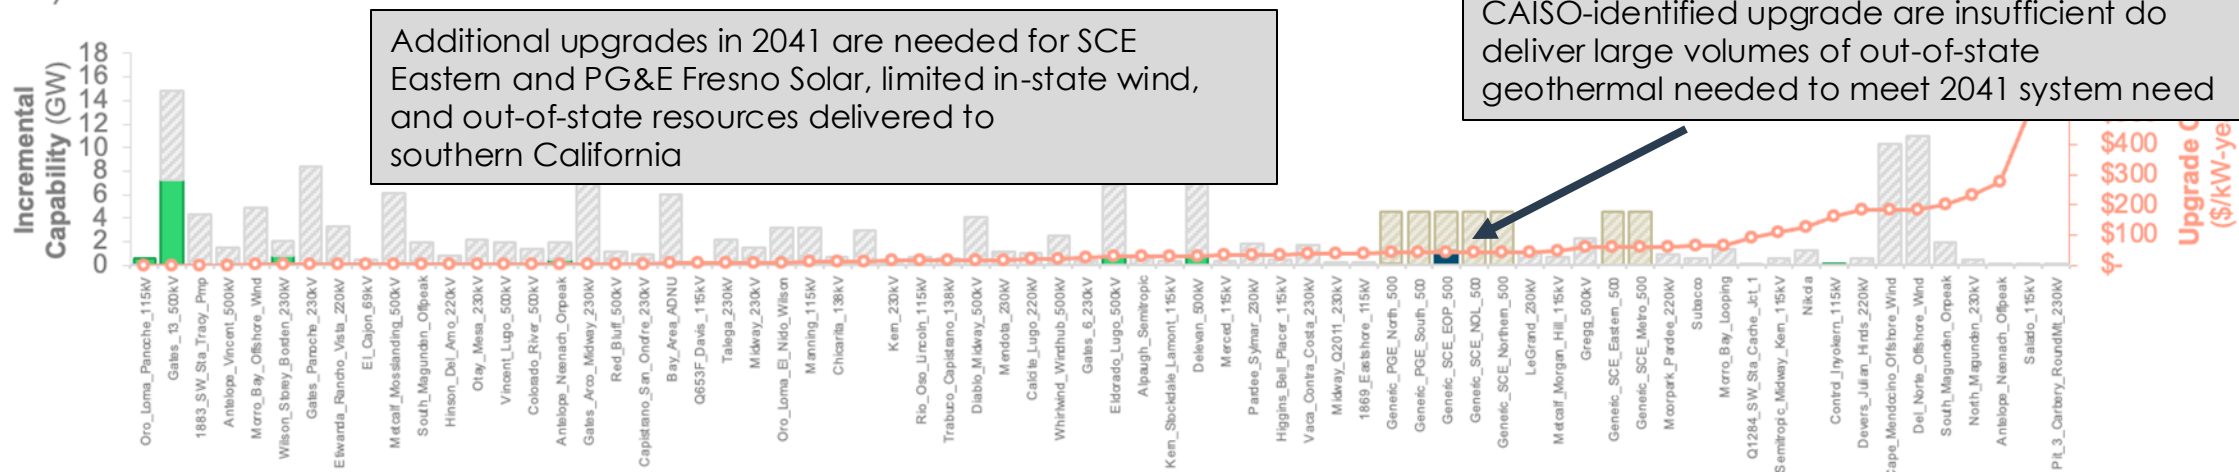 Additional upgrades in 2041 are needed for SCE
Eastern and PG&E Fresno Solar, limited in-state wind,
and out-of-state resources delivered to
southern California
CAISO-identified upgrade are insufficient do
deliver large volumes of out-of-state
geothermal needed to meet 2041 system need
Incremental
Capability (GW)
18
16
14
12
10
8
6
4
2
0
$400
$300
$200
$100
$-
Upgrade
($/kW-ye
Oro_Loma_Panoche_115kV
Gates_13_500kV
1883_SW_Sta_Tracy_Pmp
Antelope_Vincent_500kV
Morro_Bay_Offshore_Wind
Wilson_Storey_Borden_230kV
Gates_Panoche_230kV
Etiwanda_Rancho_Vista_220kV
El_Cajon_69kV
Metcalf_Mosslanding_500kV
South_Magunden_Offpeak
Hinson_Del_Amo_220kV
Otay_Mesa_230kV
Vincent_Lugo_500kV
Colorado_River_500kV
Antelope_Neenach_Onpeak
Gates_Arco_Midway_230kV
Red_Bluff_500kV
Capistrano_San_Onofre_230kV
Bay_Area_ADNU
Q653F_Davis_115kV
Talega_230kV
Midway_230kV
Oro_Loma_El_Nido_Wilson
Manning_115kV
Chicarita_138kV
Kern_230kV
Rio_Oso_Lincoln_115kV
Trabuco_Capistrano_138kV
Diablo_Midway_500kV
Mendota_230kV
Calcite_Lugo_220kV
Whirlwind_Windhub_500kV
Gates_6_230kV
Eldorado_Lugo_500kV
Alpaugh_Semitropic
Kern_Stockdale_Lamont_115kV
Delevan_500kV
Merced_115kV
Pardee_Sylmar_230kV
Higgins_Bell_Placer_115kV
Vaca_Contra_Costa_230kV
Midway_Q2011_230kV
1869_Eastshore_115kV
Generic_PGE_North_500
Generic_PGE_South_500
Generic_SCE_EOP_500
Generic_SCE_NOL_500
Generic_SCE_Northern_500
LeGrand_230kV
Metcalf_Morgan_Hill_115kV
Gregg_500kV
Generic_SCE_Eastern_500
Generic_SCE_Metro_500
Moorpark_Pardee_220kV
Subacco
Morro_Bay_Looping
Q1284_SW_Sta_Cache_Jct_1
Semitropic_Midway_Kern_115kV
Nikola
Control_Inyokern_115kV
Devers_Julian_Hinds_220kV
Cape_Mendocino_Offshore_Wind
Del_Norte_Offshore_Wind
South_Magunden_Onpeak
North_Magunden_230kV
Antelope_Neenach_Offpeak
Salado_115kV
Pit_3_Carberry_RoundMt_230kV